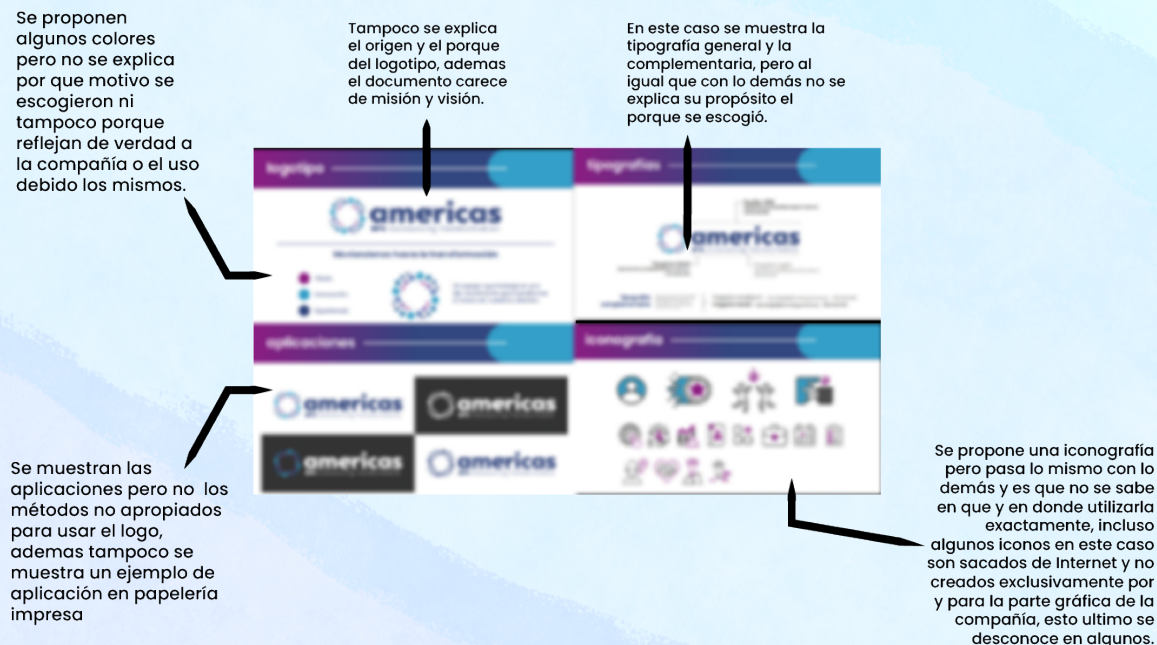 Se proponen
algunos colores
pero no se explica
por que motivo se
escogieron ni
tampoco porque
reflejan de verdad a
la compañía o el uso
debido los mismos.
Tampoco se explica
el origen y el porque
del logotipo, ademas
el documento carece
de misión y visión.
En este caso se muestra la
tipografía general y la
complementaria, pero al
igual que con lo demás no se
explica su propósito el
porque se escogió.
logotipo
americas
tipografías
americas
aplicaciones
americas
americas
americas
americas
iconografía
Se muestran las
aplicaciones pero no los
métodos no apropiados
para usar el logo,
ademas tampoco se
muestra un ejemplo de
aplicación en papelería
impresa
Se propone una iconografía
pero pasa lo mismo con lo
demás y es que no se sabe
en que y en donde utilizarla
exactamente, incluso
algunos iconos en este caso
son sacados de Internet y no
creados exclusivamente por
y para la parte gráfica de la
compañía, esto ultimo se
desconoce en algunos.